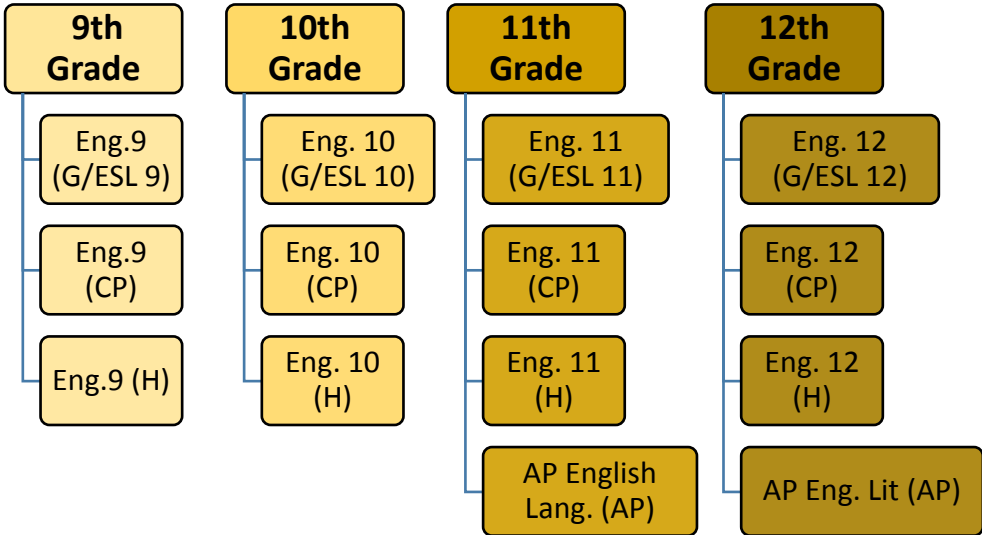 9th
Grade
Eng.9
(G/ESL 9)
Eng.9
(CP)
Eng.9 (H)
10th
Grade
Eng. 10
(G/ESL 10)
Eng. 10
(CP)
Eng. 10
(H)
11th
Grade
Eng. 11
(G/ESL 11)
Eng. 11
(CP)
Eng. 11
(H)
AP English
Lang. (AP)
12th
Grade
Eng. 12
(G/ESL 12)
Eng. 12
(CP)
Eng. 12
(H)
AP Eng. Lit (AP)